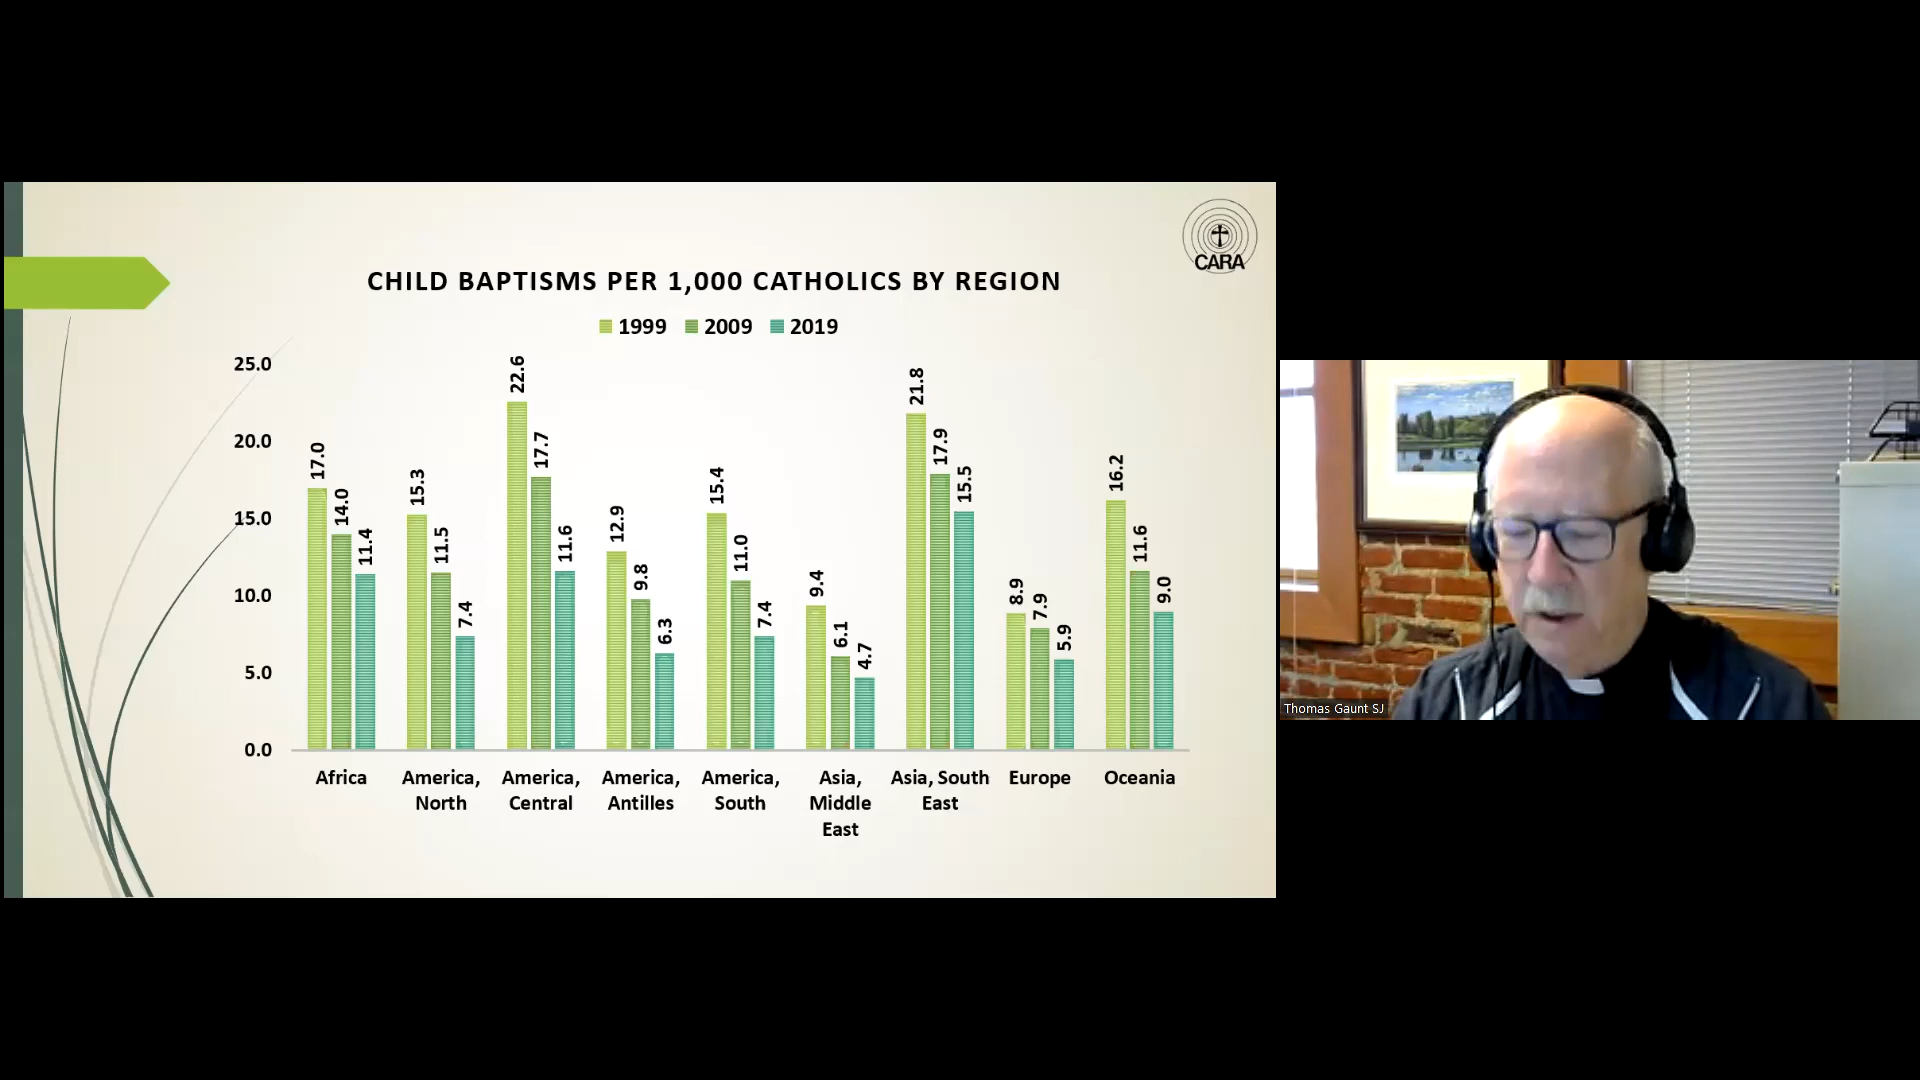 CARA
CHILD BAPTISMS PER 1,000 CATHOLICS BY REGION
1999 2009 2019
25.0
20.0
15.0
10.0
5.0
0.0
17.0 14.0 11.4
15.3 11.5 7.4
22.6 17.7 11.6
12.9 9.8 6.3
15.4 11.0 7.4
9.4 6.1 4.7
21.8 17.9 15.5
8.9 7.9 5.9
16.2 11.6 9.0
Africa
America,
North
America,
Central
America,
Antilles
America,
South
Asia,
Middle
East
Asia, South
East
Europe
Oceania
Thomas Gaunt SJ